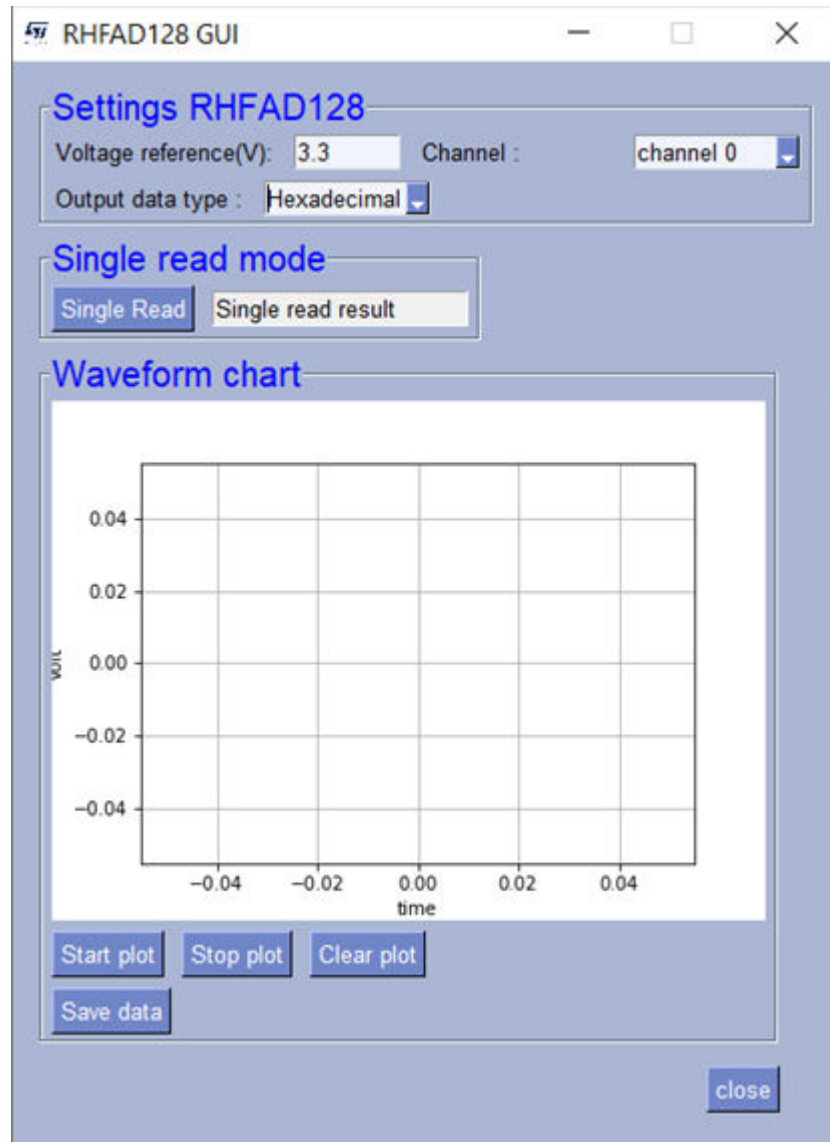 RHFAD128 GUI
Settings RHFAD128
Voltage reference(V): 3.3 Channel : channel 0
Output data type : Hexadecimal
Single read mode
Single Read Single read result
Waveform chart
0.04
0.02
0.00
−0.02
−0.04
−0.04 −0.02 0.00 0.02 0.04
time
Start plot Stop plot Clear plot
Save data
close